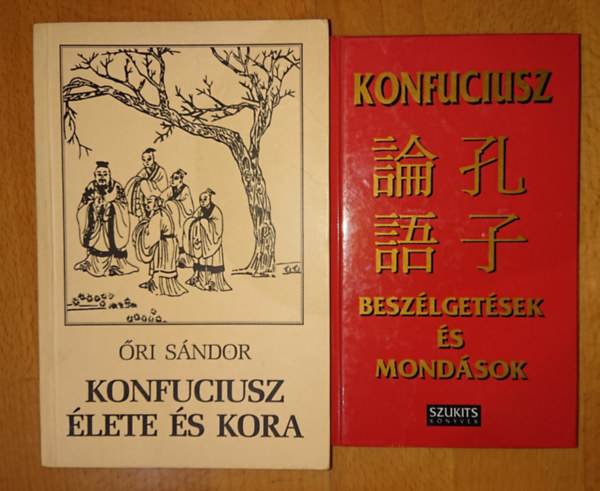 ŐRI SÁNDOR
KONFUCIUSZ
ÉLETE ÉS KORA
KONFUCIUSZ
論 孔
語 子
BESZÉLGETÉSEK
ÉS
MONDÁSOK
SZUKITS
KÖNYVEK